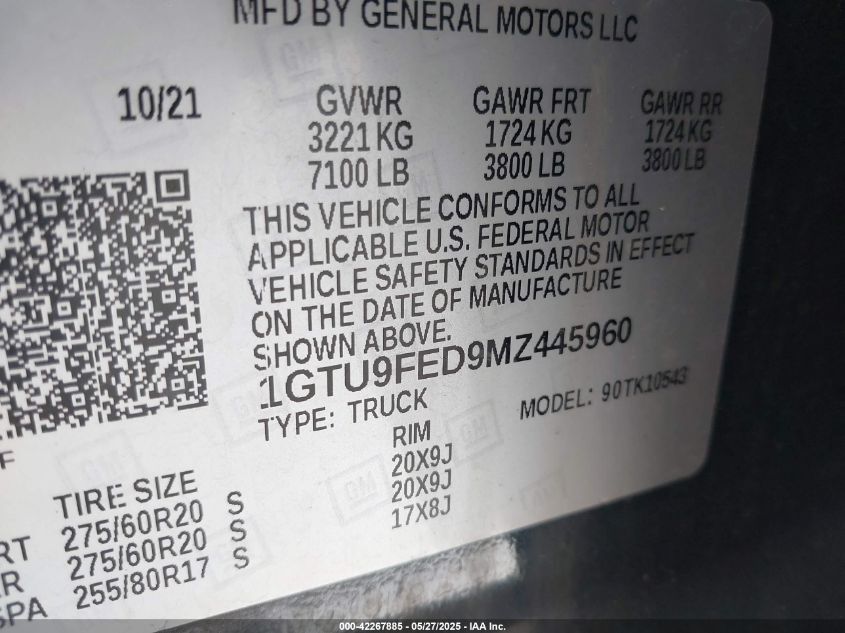 MFD BY GENERAL MOTORS LLC
10/21 GVWR GAWR FRT GAWR RR
3221 KG 1724 KG 1724 KG
7100 LB 3800 LB 3800 LB
THIS VEHICLE CONFORMS TO ALL
APPLICABLE U.S. FEDERAL MOTOR
VEHICLE SAFETY STANDARDS IN EFFECT
ON THE DATE OF MANUFACTURE
SHOWN ABOVE.
1GTU9FED9MZ445960
TYPE: TRUCK MODEL: 90TK10543
F
TIRE SIZE RIM
RT 275/60R20 S 20X9J
RR 275/60R20 S 20X9J
SPA 255/80R17 S 17X8J
GM
000-42267885 — 05/27/2025 - IAA Inc.